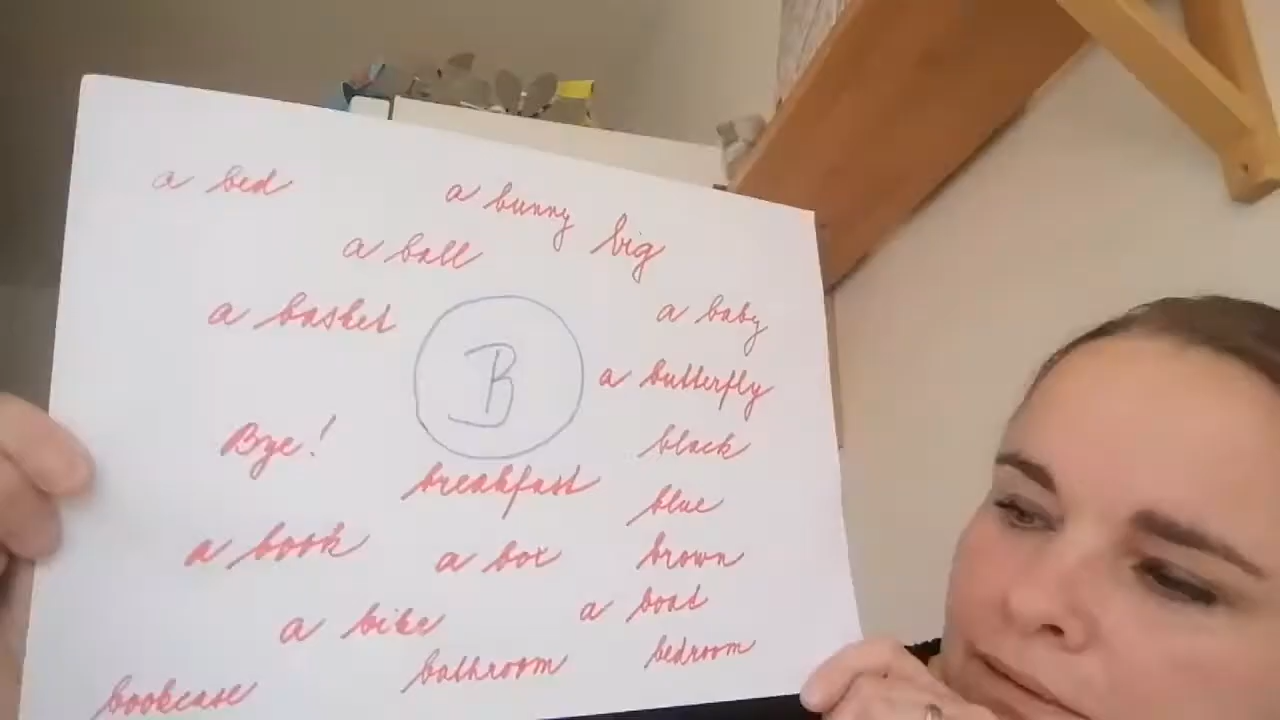 a bed
a bunny
big
a ball
a basket
a baby
B
a butterfly
Bye!
black
breakfast
blue
a book
a box
brown
a bike
a boat
bathroom
bedroom
bookcase